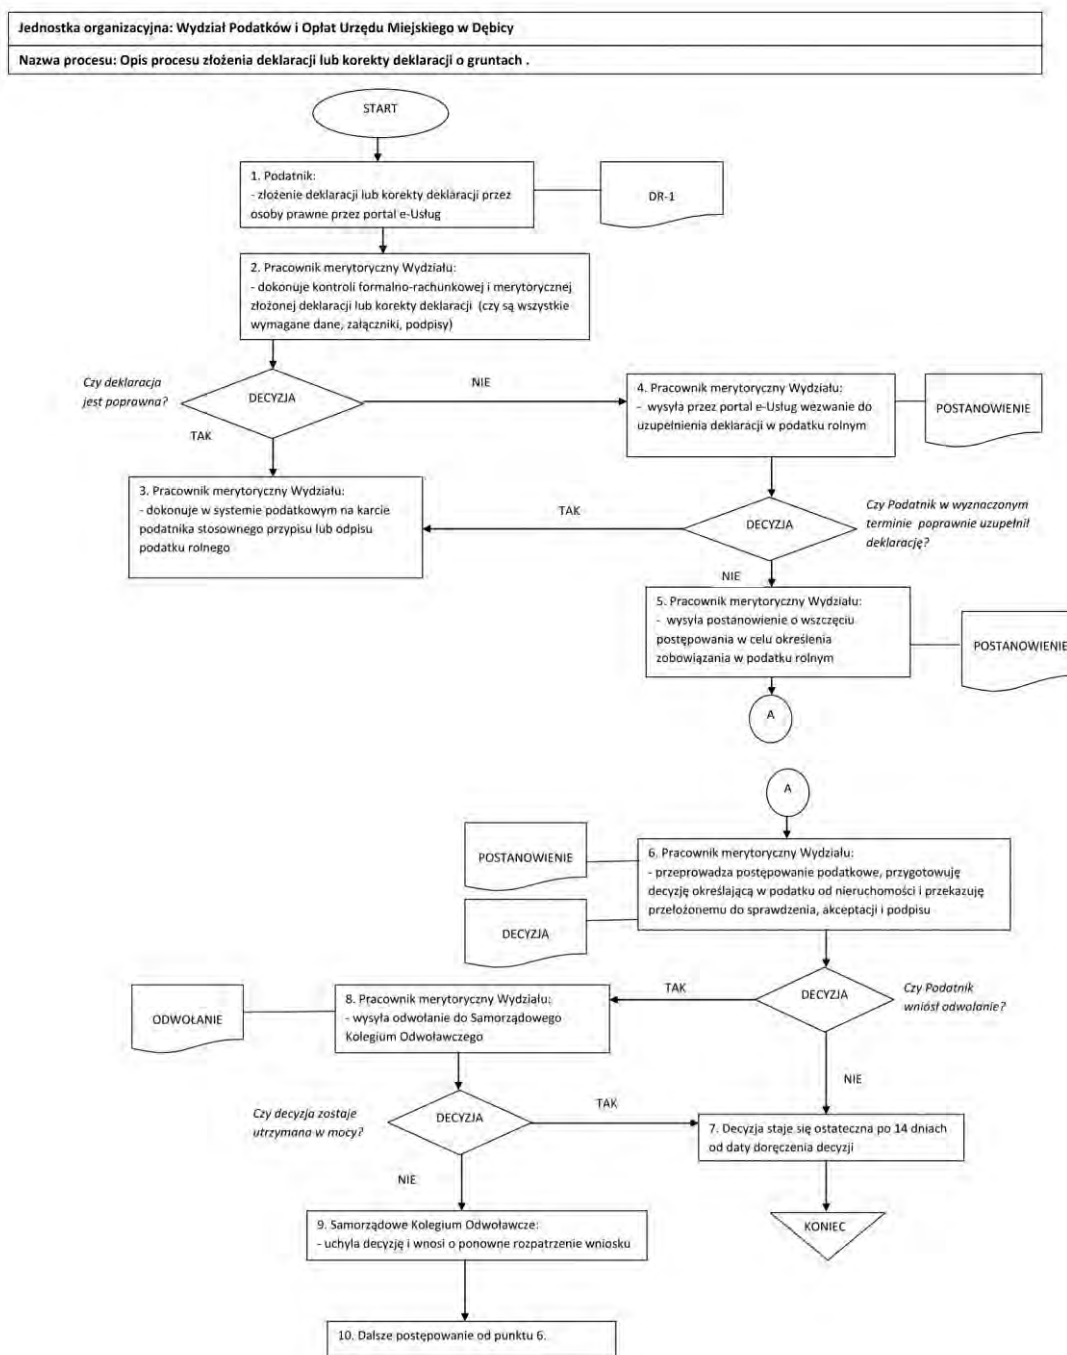 Jednostka organizacyjna: Wydział Podatków i Opłat Urzędu Miejskiego w Dębicy
Nazwa procesu: Opis procesu złożenia deklaracji lub korekty deklaracji o gruntach .
START
1. Podatnik:
- złożenie deklaracji lub korekty deklaracji przez
osoby prawne przez portal e-Usług
DR-1
2. Pracownik merytoryczny Wydziału:
- dokonuje kontroli formalno-rachunkowej i merytorycznej
złożonej deklaracji lub korekty deklaracji (czy są wszystkie
wymagane dane, załączniki, podpisy)
Czy deklaracja
jest poprawna?
DECYZJA
NIE
TAK
4. Pracownik merytoryczny Wydziału:
- wysyła przez portal e-Usług wezwanie do
uzupełnienia deklaracji w podatku rolnym
POSTANOWIENIE
3. Pracownik merytoryczny Wydziału:
- dokonuje w systemie podatkowym na karcie
podatnika stosownego przypisu lub odpisu
podatku rolnego
TAK
DECYZJA
Czy Podatnik w wyznaczonym
terminie poprawnie uzupełnił
deklarację?
NIE
5. Pracownik merytoryczny Wydziału:
- wysyła postanowienie o wszczęciu
postępowania w celu określenia
zobowiązania w podatku rolnym
POSTANOWIENIE
A
A
POSTANOWIENIE
DECYZJA
6. Pracownik merytoryczny Wydziału:
- przeprowadza postępowanie podatkowe, przygotowuję
decyzję określającą w podatku od nieruchomości i przekazuję
przełożonemu do sprawdzenia, akceptacji i podpisu
ODWOŁANIE
8. Pracownik merytoryczny Wydziału:
- wysyła odwołanie do Samorządowego
Kolegium Odwoławczego
TAK
DECYZJA
Czy Podatnik
wniósł odwołanie?
NIE
Czy decyzja zostaje
utrzymana w mocy?
DECYZJA
TAK
NIE
7. Decyzja staje się ostateczna po 14 dniach
od daty doręczenia decyzji
KONIEC
9. Samorządowe Kolegium Odwoławcze:
- uchyla decyzję i wnosi o ponowne rozpatrzenie wniosku
10. Dalsze postępowanie od punktu 6.